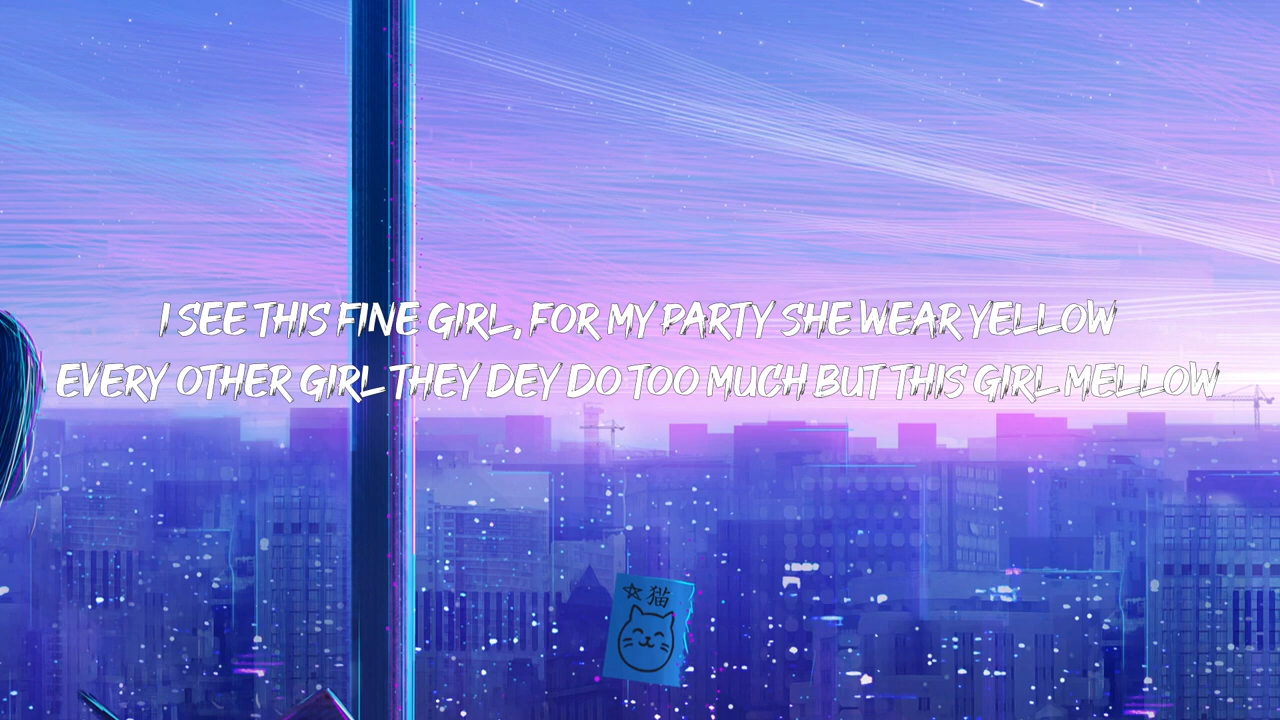 I SEE THIS FINE GIRL, FOR MY PARTY SHE WEAR YELLOW
EVERY OTHER GIRL THEY DEY DO TOO MUCH BUT THIS GIRL MELLOW
☆猫